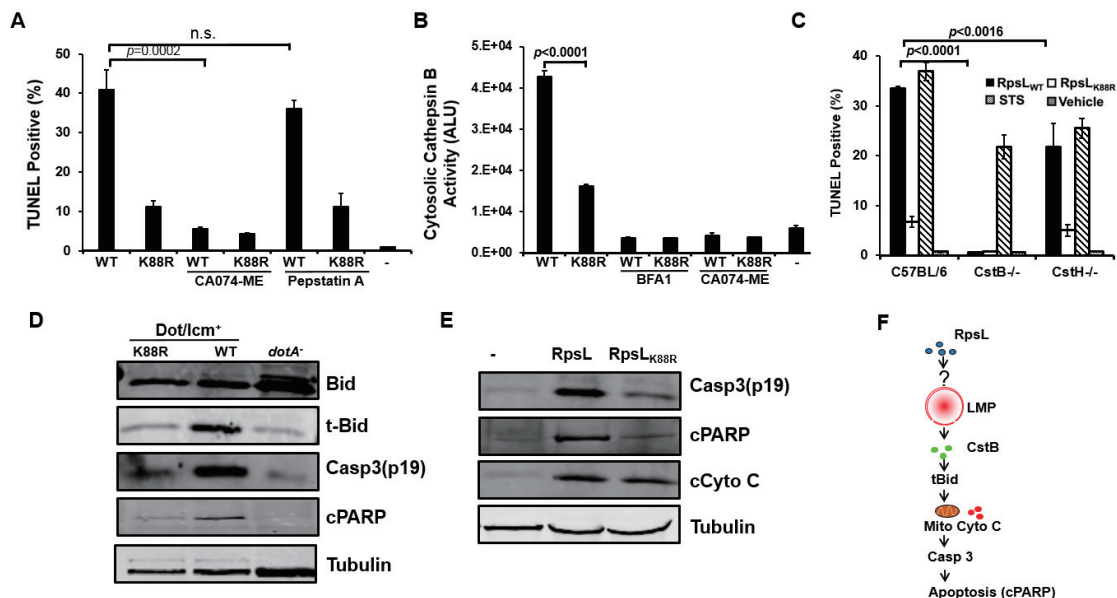 A
n.s.
p=0.0002
TUNEL Positive (%)
50
40
30
20
10
0
WT K88R WT K88R WT K88R -
CA074-ME Pepstatin A
B
Cytosolic Cathepsin B
Activity (ALU)
5.E+04
4.E+04
3.E+04
2.E+04
1.E+04
0.E+00
p<0.0001
WT K88R WT K88R WT K88R -
BFA1 CA074-ME
C
p<0.0016
p<0.0001
RpsLWT RpsLK88R
STS Vehicle
TUNEL Positive (%)
40
30
20
10
0
C57BL/6 CstB-/- CstH-/-
D
Dot/Icm+
K88R WT dotA-
Bid
t-Bid
Casp3(p19)
cPARP
Tubulin
E
- RpsL RpsLK88R
Casp3(p19)
cPARP
cCyto C
Tubulin
F
RpsL
?
LMP
CstB
tBid
Mito Cyto C
Casp 3
Apoptosis (cPARP)